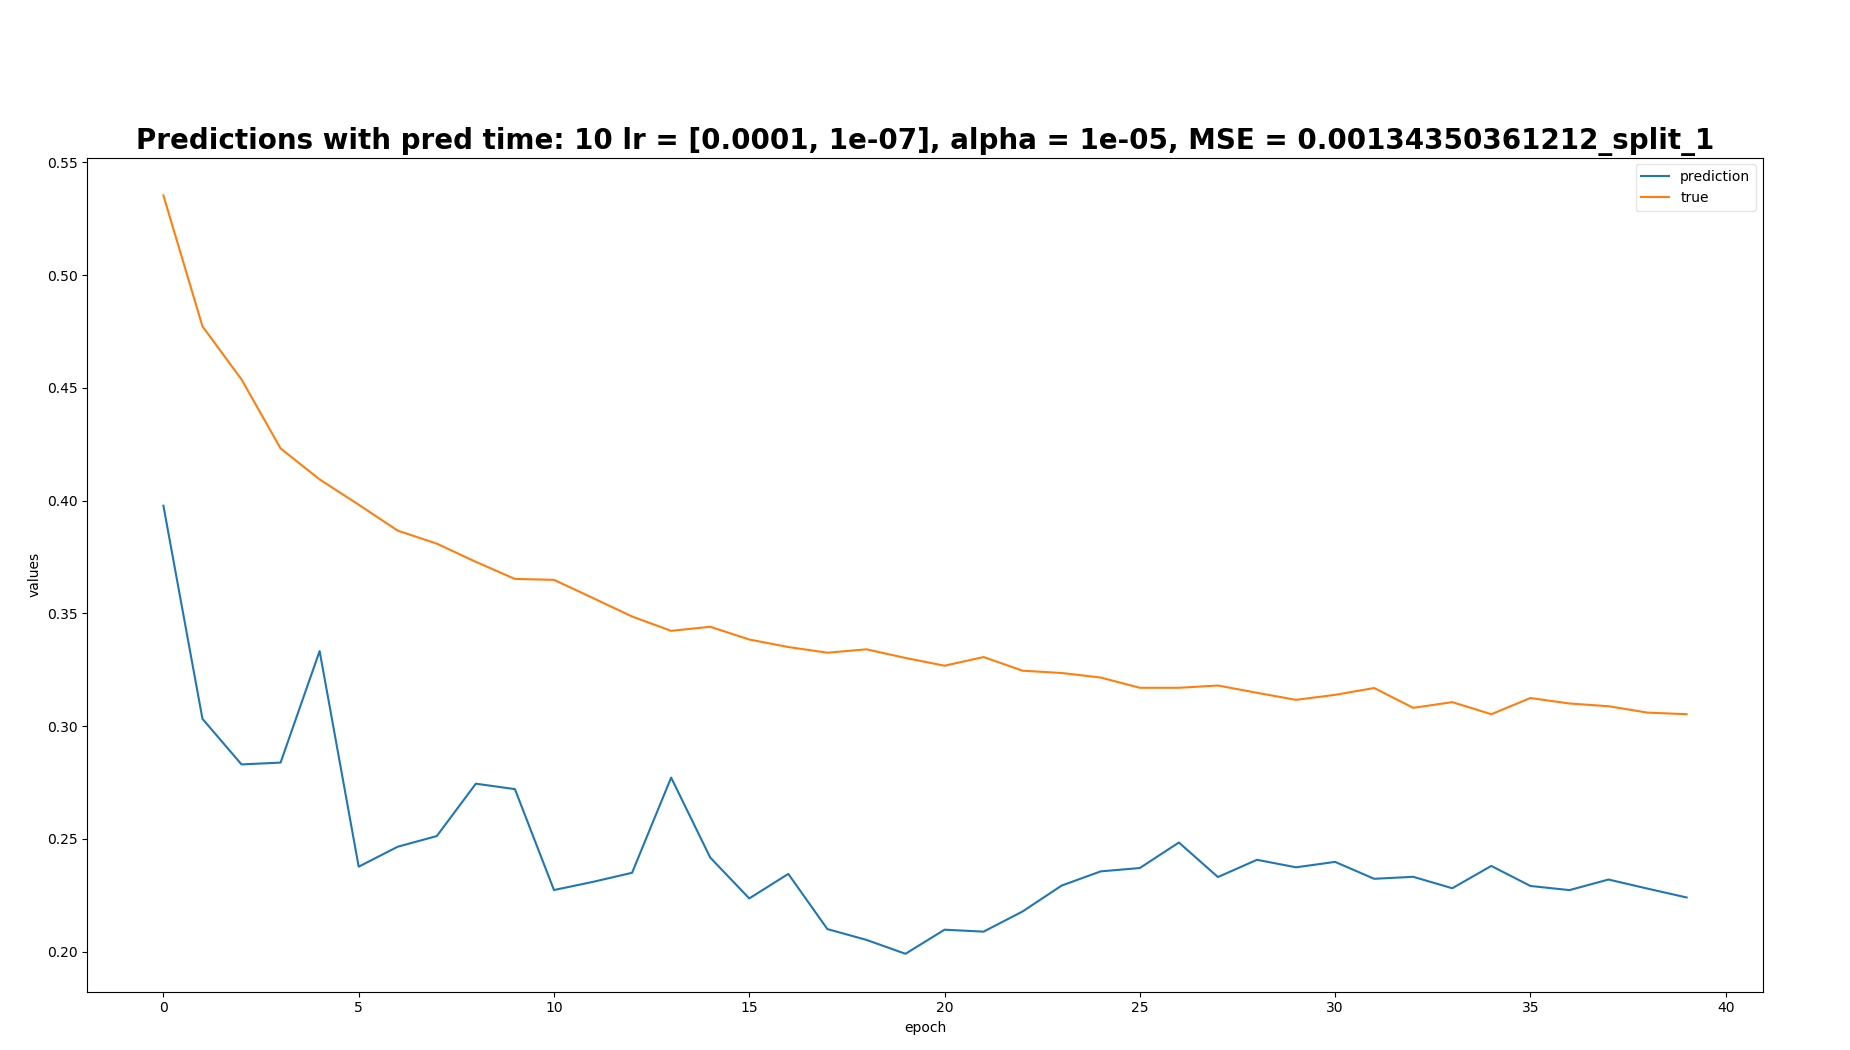 Predictions with pred time: 10 lr = [0.0001, 1e-07], alpha = 1e-05, MSE = 0.00134350361212_split_1
prediction
true
0.55
0.50
0.45
0.40
0.35
0.30
0.25
0.20
values
0 5 10 15 20 25 30 35 40
epoch